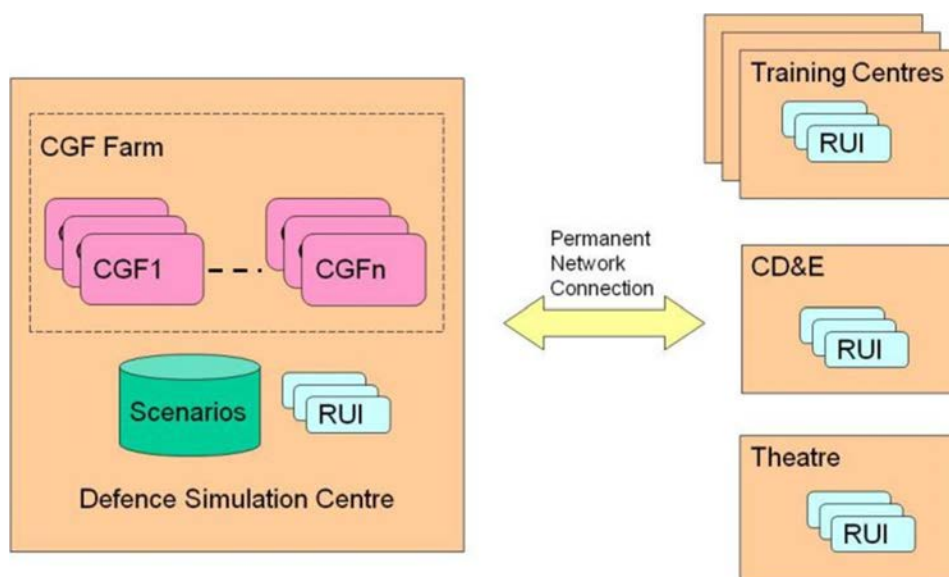 CGF Farm
CGF1
CGFn
Scenarios
RUI
Defence Simulation Centre
Permanent
Network
Connection
Training Centres
RUI
CD&E
RUI
Theatre
RUI